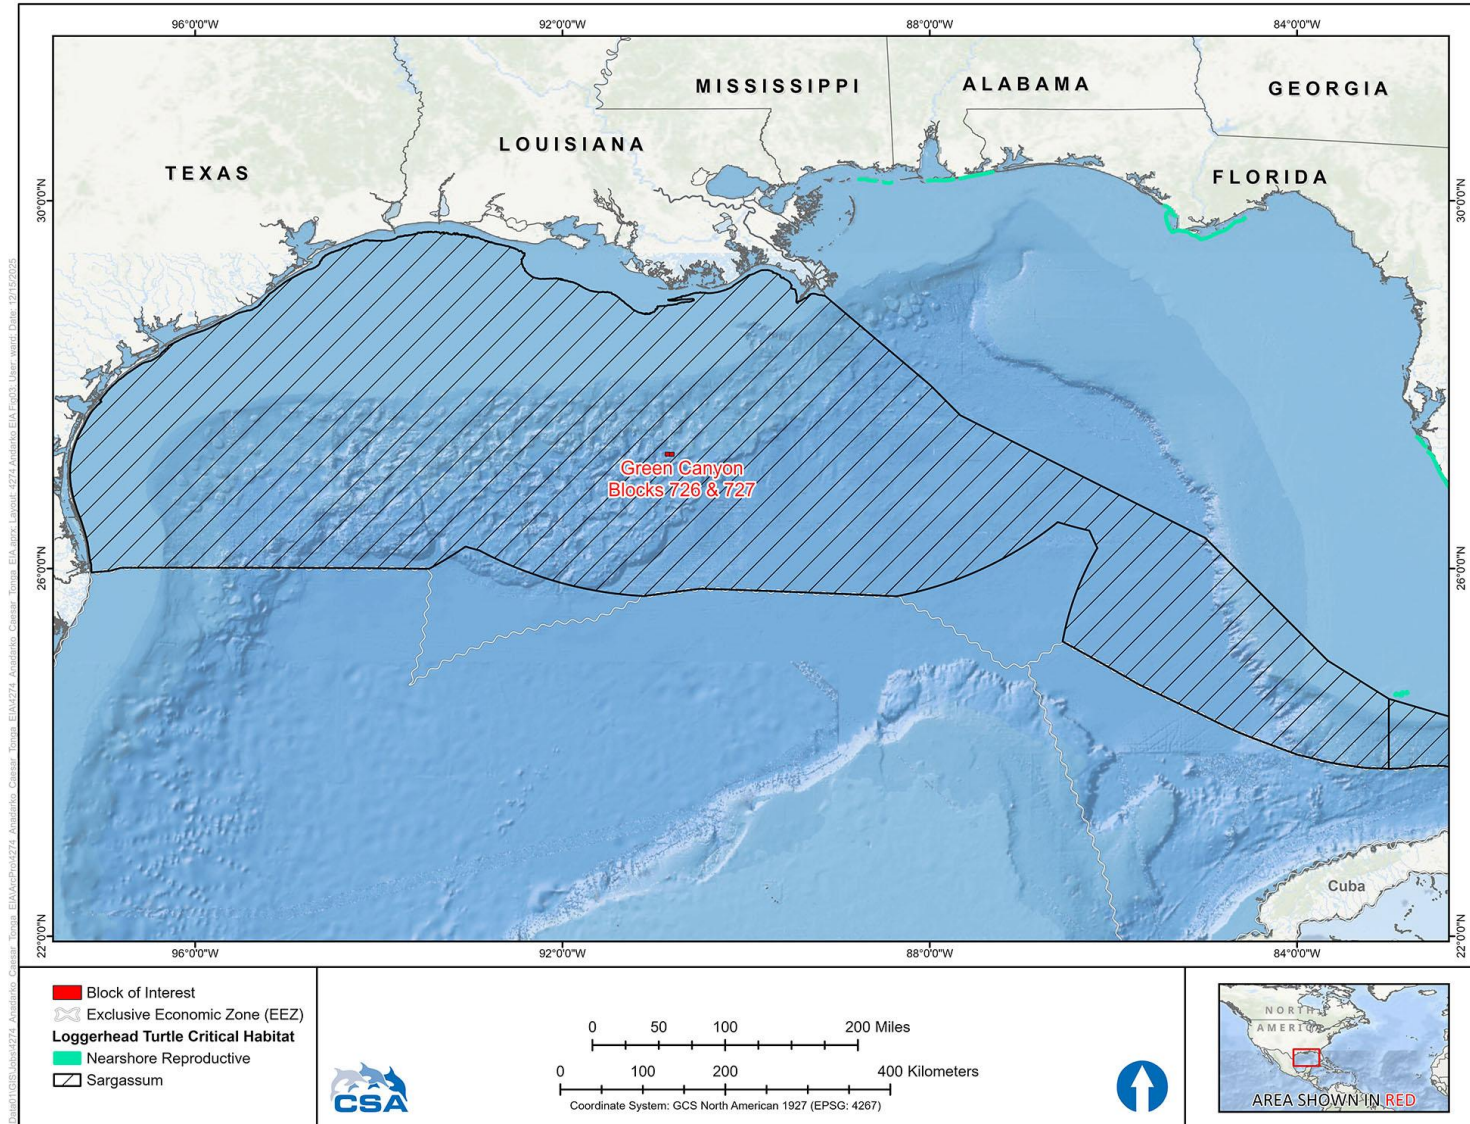 96°0'0"W 92°0'0"W 88°0'0"W 84°0'0"W
MISSISSIPPI
ALABAMA
GEORGIA
LOUISIANA
TEXAS
FLORIDA
30°0'0"N
30°0'0"N
Green Canyon
Blocks 726 & 727
26°0'0"N
26°0'0"N
Cuba
22°0'0"N
22°0'0"N
96°0'0"W 92°0'0"W 88°0'0"W 84°0'0"W
Block of Interest
Exclusive Economic Zone (EEZ)
Loggerhead Turtle Critical Habitat
Nearshore Reproductive
Sargassum
CSA
0 50 100 200 Miles
0 100 200 400 Kilometers
Coordinate System: GCS North American 1927 (EPSG: 4267)
NORTH
AMERICA
AREA SHOWN IN RED